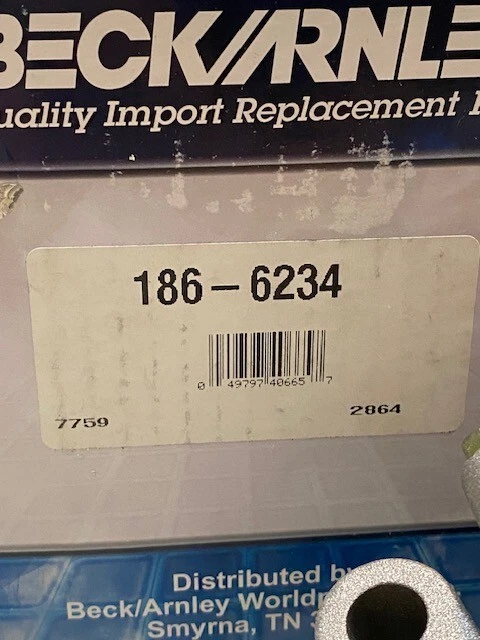 BECK/ARNLE
uality Import Replacement
186-6234
0 49797 40665 7
7759
2864
Distributed b
Beck/Arnley Worldp
Smyrna, TN 3